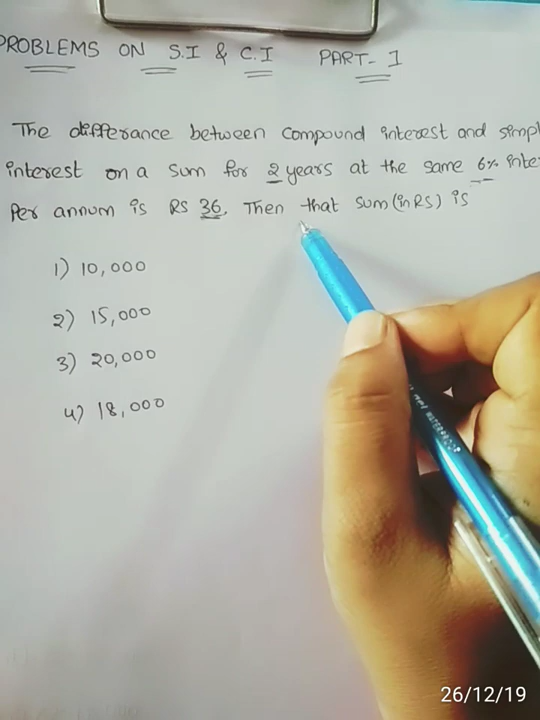 PROBLEMS ON S.I & C.I PART- 1
The differance between compound interest and simpl
interest on a sum for 2 years at the same 6% inte
Per annum is RS 36. Then that sum (in RS) is
1) 10,000
2) 15,000
3) 20,000
4) 18,000
26/12/19